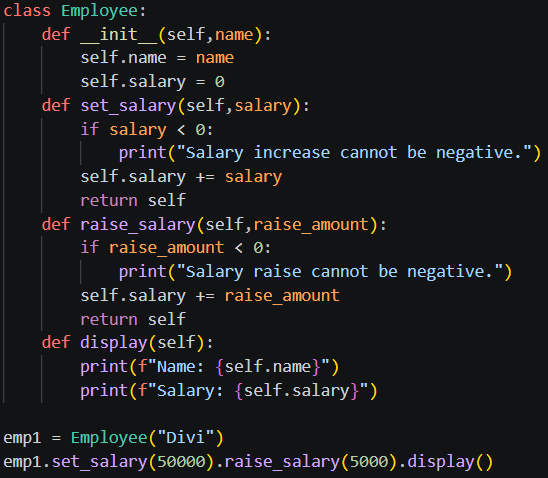 class Employee:
    def __init__(self,name):
        self.name = name
        self.salary = 0
    def set_salary(self,salary):
        if salary < 0:
            print("Salary increase cannot be negative.")
        self.salary += salary
        return self
    def raise_salary(self,raise_amount):
        if raise_amount < 0:
            print("Salary raise cannot be negative.")
        self.salary += raise_amount
        return self
    def display(self):
        print(f"Name: {self.name}")
        print(f"Salary: {self.salary}")

emp1 = Employee("Divi")
emp1.set_salary(50000).raise_salary(5000).display()